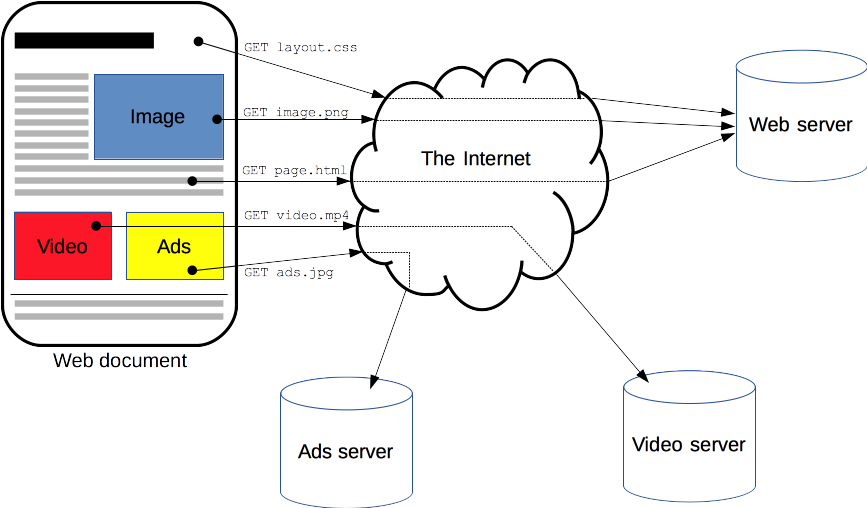 GET layout.css
Image
GET image.png
The Internet
Web server
GET page.html
GET video.mp4
Video
Ads
GET ads.jpg
Web document
Ads server
Video server